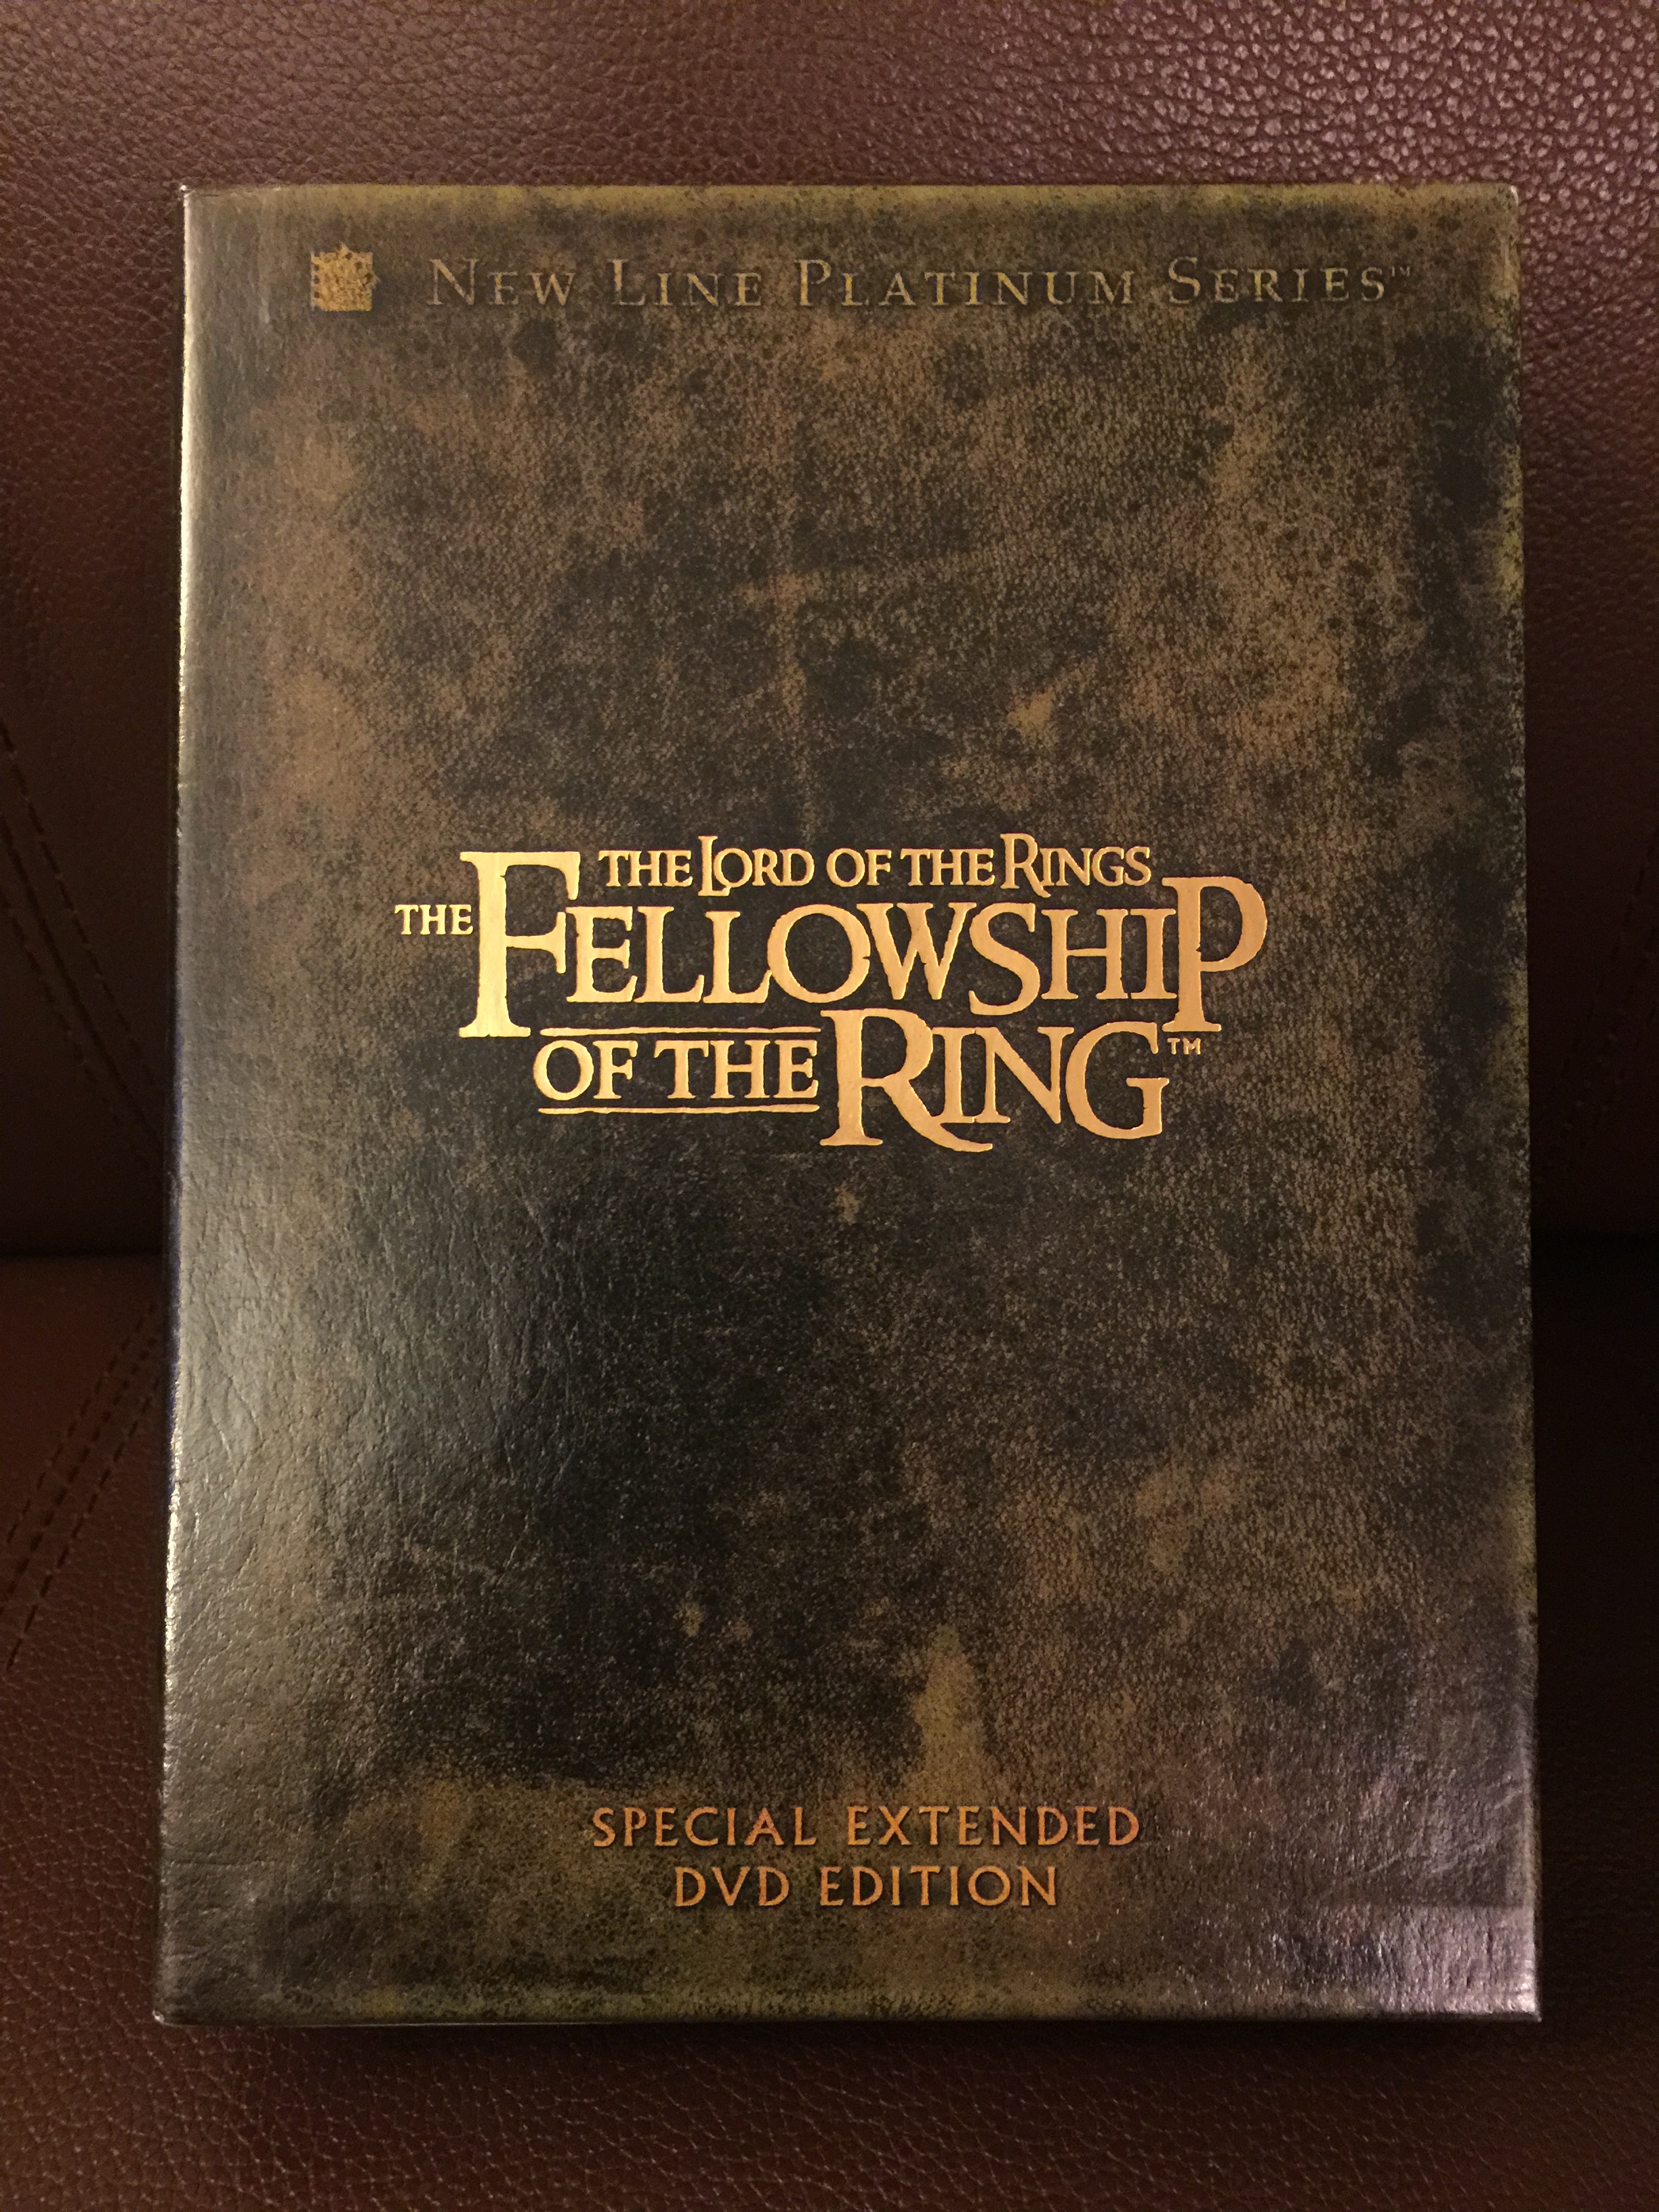 NEW LINE PLATINUM SERIES™
THE LORD OF THE RINGS
THE FELLOWSHIP
OF THE RING™
SPECIAL EXTENDED
DVD EDITION